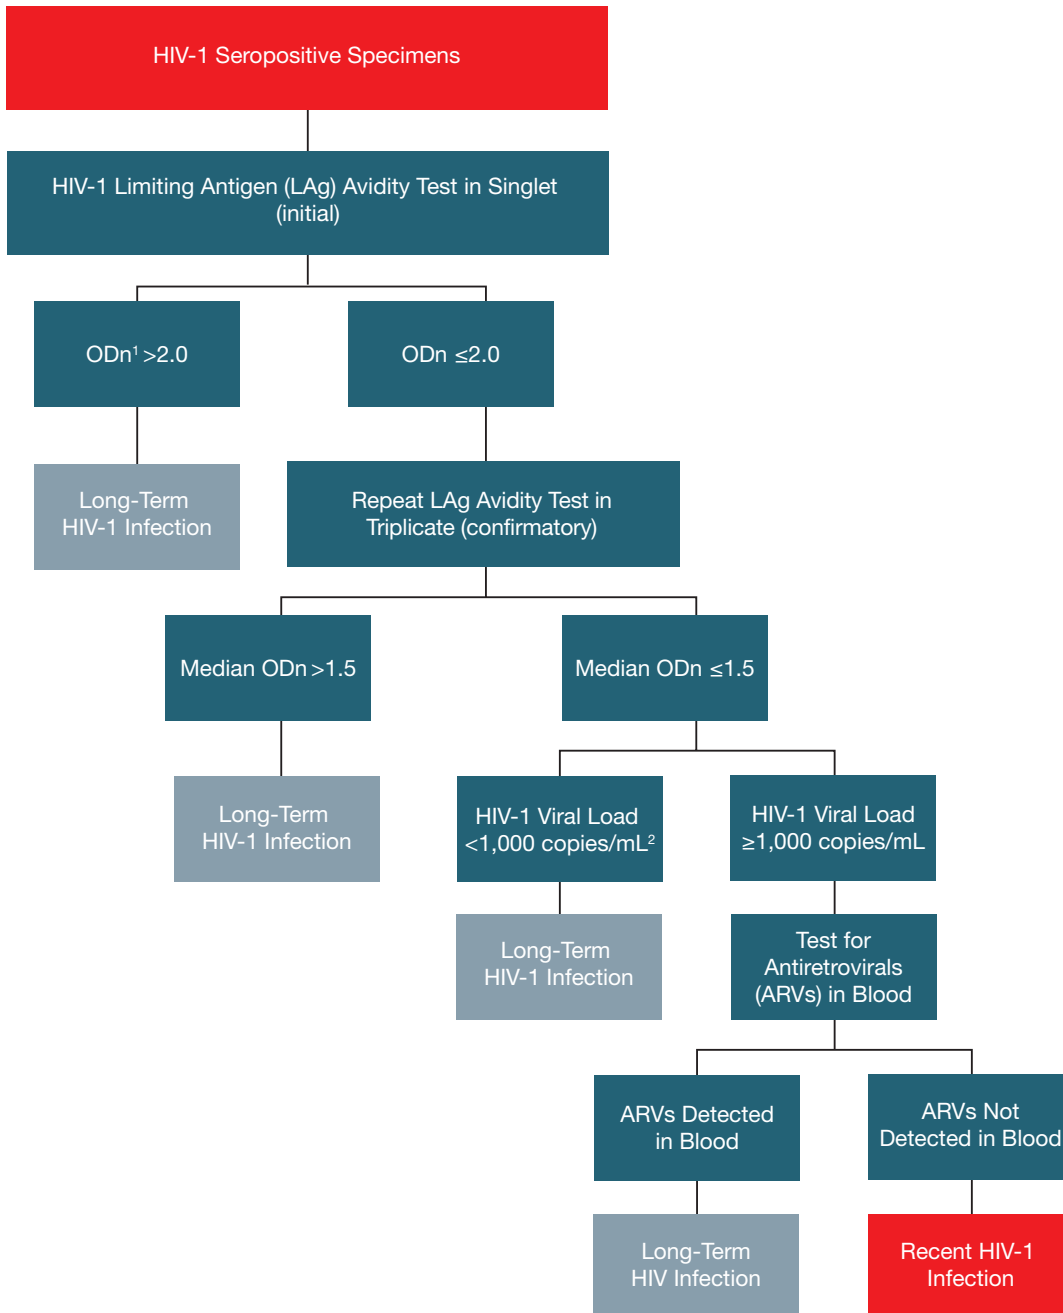 HIV-1 Seropositive Specimens
HIV-1 Limiting Antigen (LAg) Avidity Test in Singlet
(initial)
ODn¹ >2.0
ODn ≤2.0
Long-Term
HIV-1 Infection
Repeat LAg Avidity Test in
Triplicate (confirmatory)
Median ODn >1.5
Median ODn ≤1.5
Long-Term
HIV-1 Infection
HIV-1 Viral Load
<1,000 copies/mL²
HIV-1 Viral Load
≥1,000 copies/mL
Long-Term
HIV-1 Infection
Test for
Antiretrovirals
(ARVs) in Blood
ARVs Detected
in Blood
ARVs Not
Detected in Blood
Long-Term
HIV Infection
Recent HIV-1
Infection